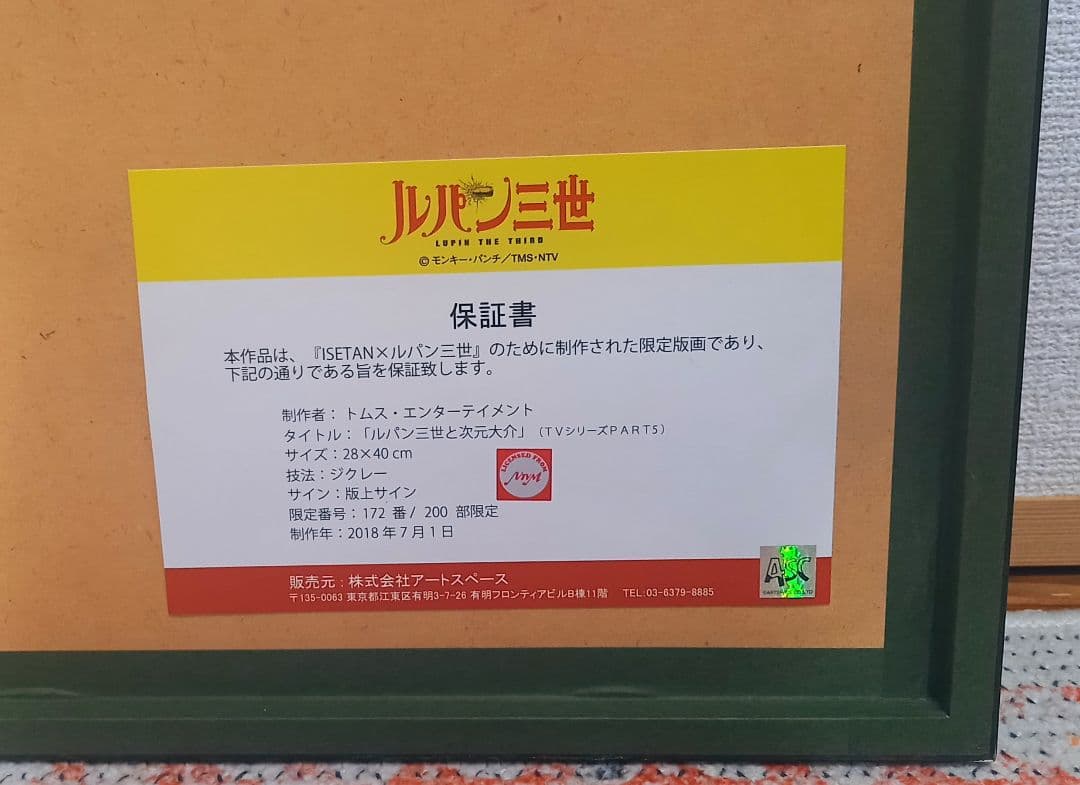 ルパン三世
LUPIN THE THIRD
©モンキー・パンチ/TMS・NTV
保証書
本作品は、『ISETAN×ルパン三世』のために制作された限定版画であり、
下記の通りである旨を保証致します。
制作者：トムス・エンターテイメント
タイトル：「ルパン三世と次元大介」（TVシリーズPART5）
サイズ：28×40 cm
技法：ジクレー
サイン：版上サイン
限定番号：172 番 / 200 部限定
制作年：2018年7月1日
LICENSED FROM
NTVM
販売元：株式会社アートスペース
〒135-0063 東京都江東区有明3-7-26 有明フロンティアビルB棟11階 TEL:03-6379-8885
ASC